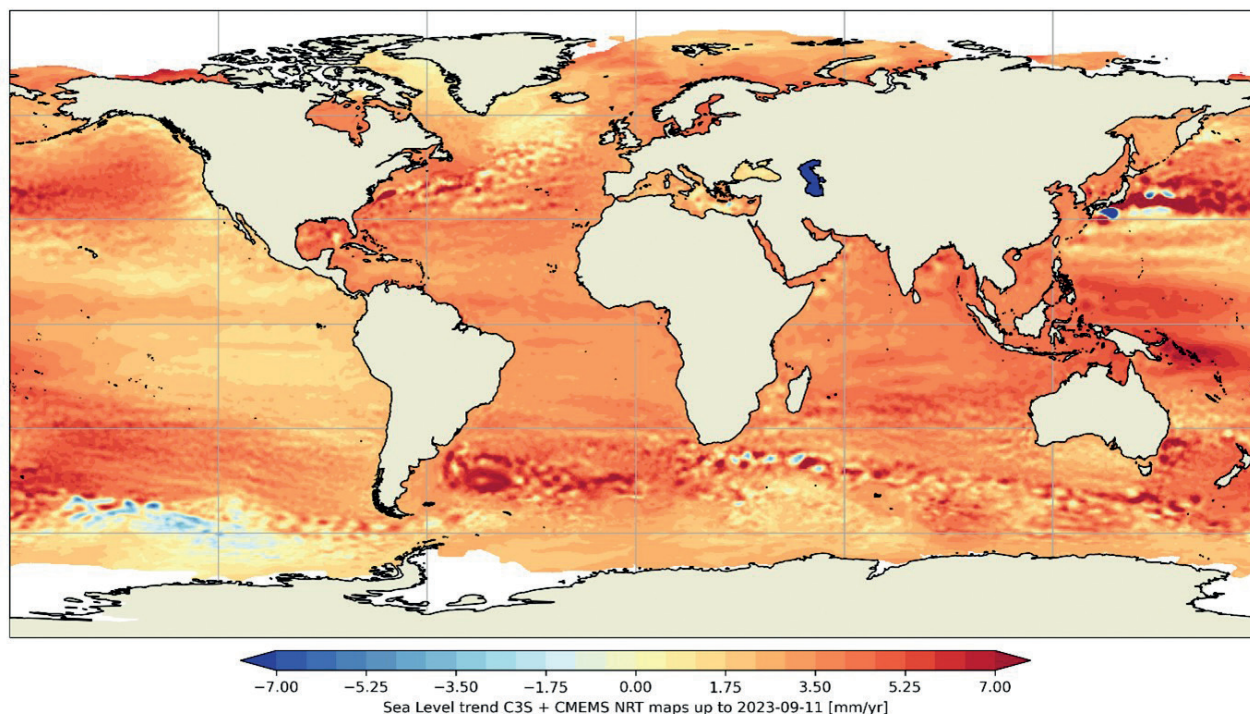 −7.00 −5.25 −3.50 −1.75 0.00 1.75 3.50 5.25 7.00
Sea Level trend C3S + CMEMS NRT maps up to 2023-09-11 [mm/yr]